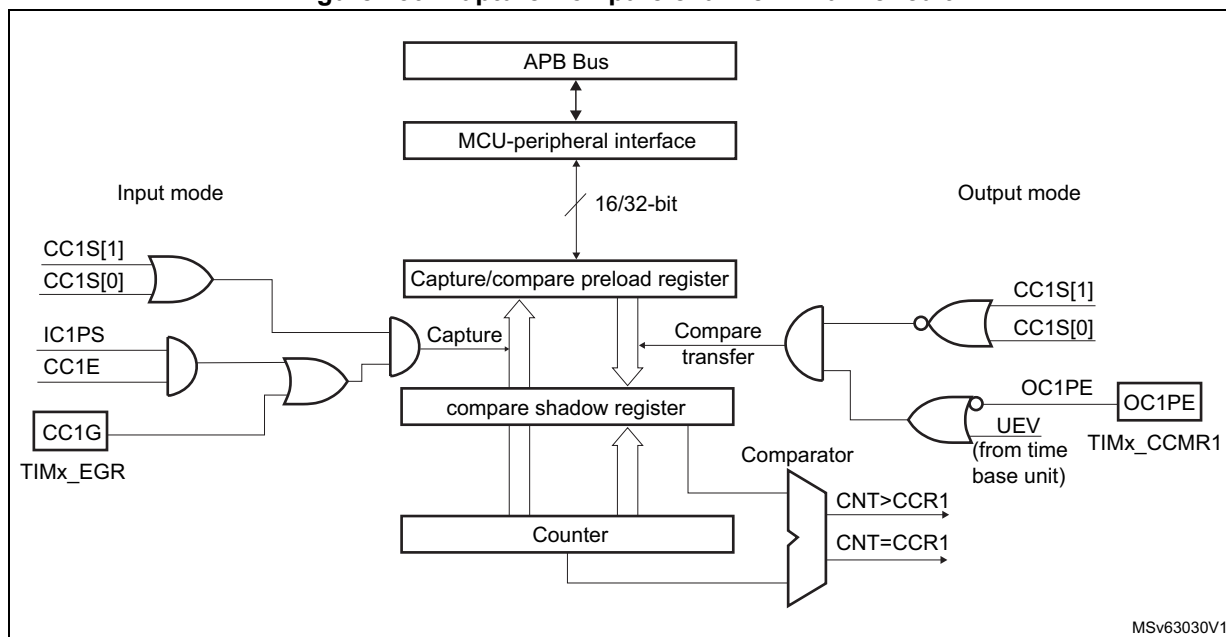 APB Bus
MCU-peripheral interface
Input mode
16/32-bit
Output mode
CC1S[1]
CC1S[0]
Capture/compare preload register
CC1S[1]
CC1S[0]
IC1PS
CC1E
Capture
Compare
transfer
CC1G
TIMx_EGR
compare shadow register
OC1PE
OC1PE
UEV
TIMx_CCMR1
(from time
base unit)
Comparator
CNT>CCR1
Counter
CNT=CCR1
MSv63030V1